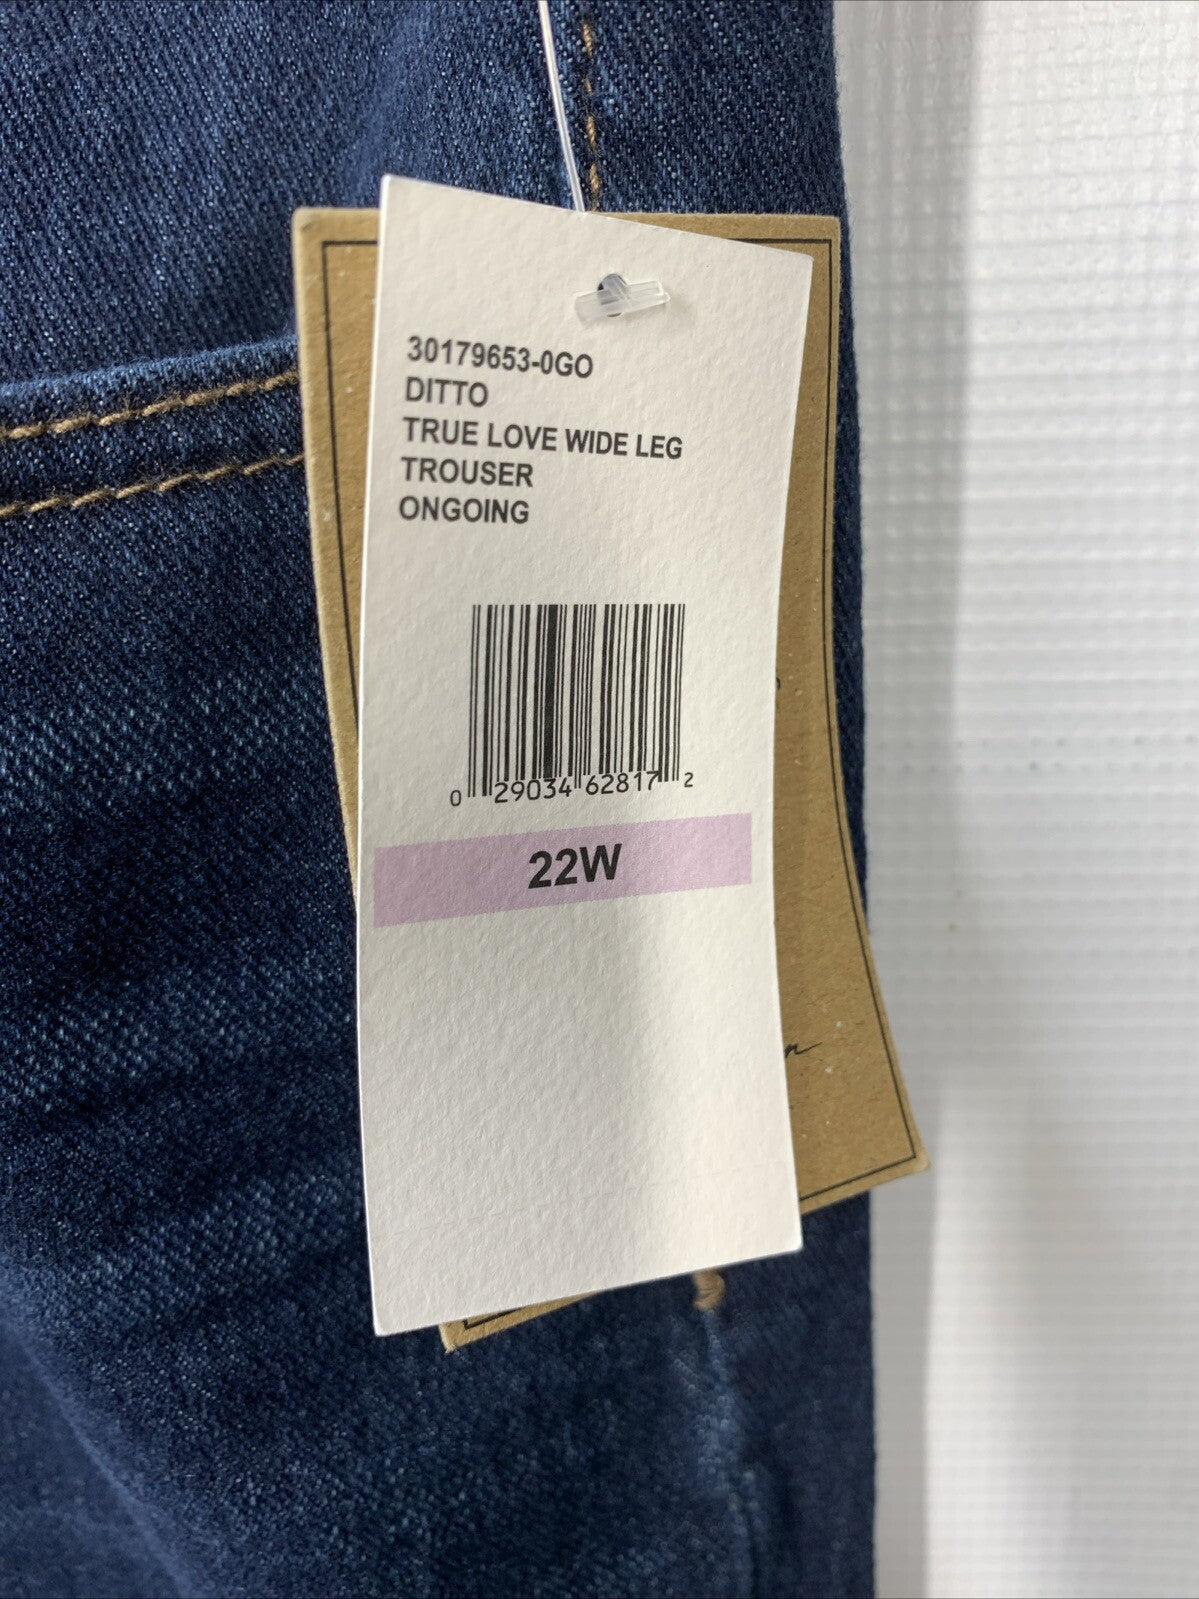 30179653-0GO
DITTO
TRUE LOVE WIDE LEG
TROUSER
ONGOING
0 29034 62817 2
22W